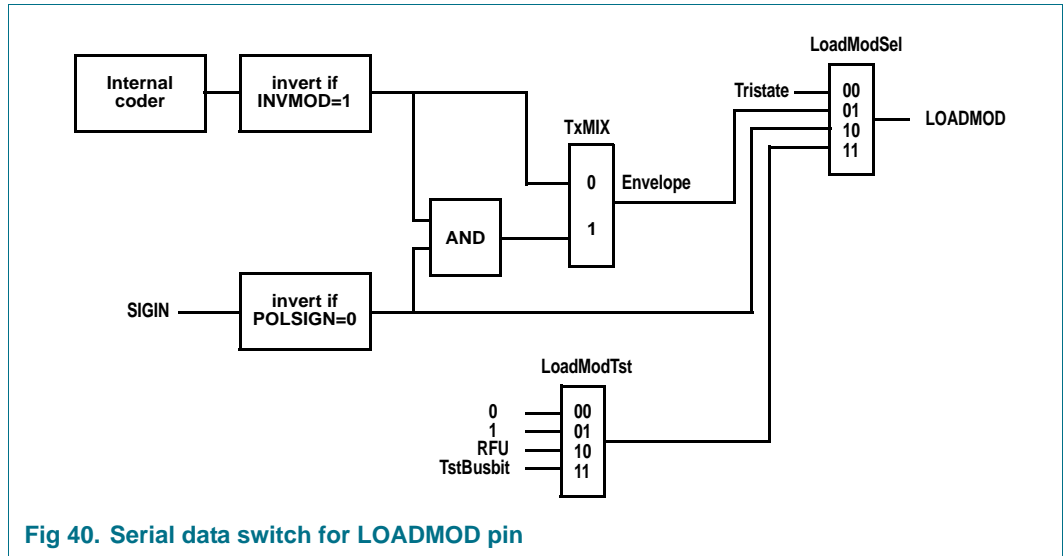 LoadModSel
Internal
coder
invert if
INVMOD=1
Tristate
00
01
10
11
LOADMOD
TxMIX
0
1
Envelope
AND
SIGIN
invert if
POLSIGN=0
LoadModTst
0
1
RFU
TstBusbit
00
01
10
11
Fig 40. Serial data switch for LOADMOD pin